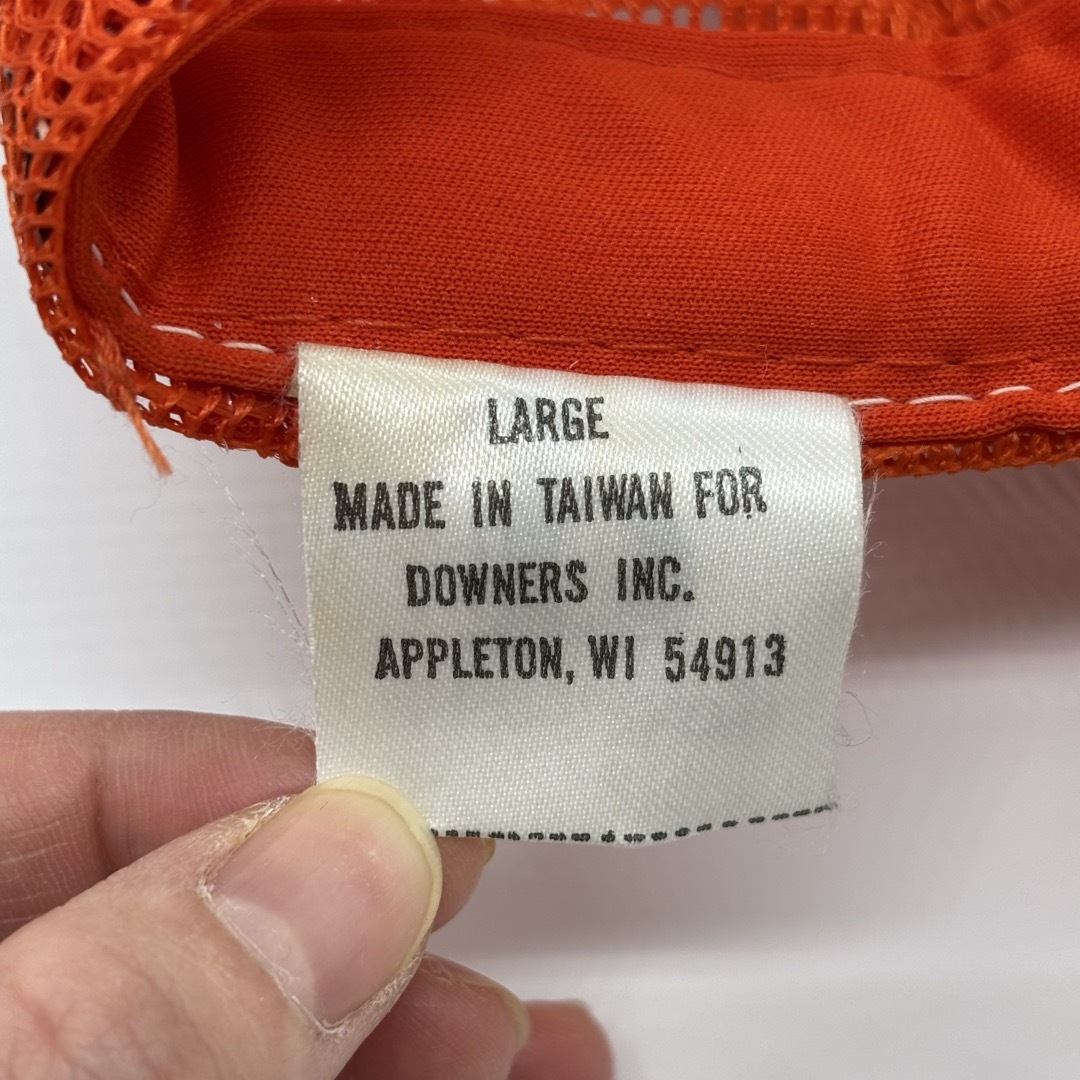 LARGE
MADE IN TAIWAN FOR
DOWNERS INC.
APPLETON, WI 54913